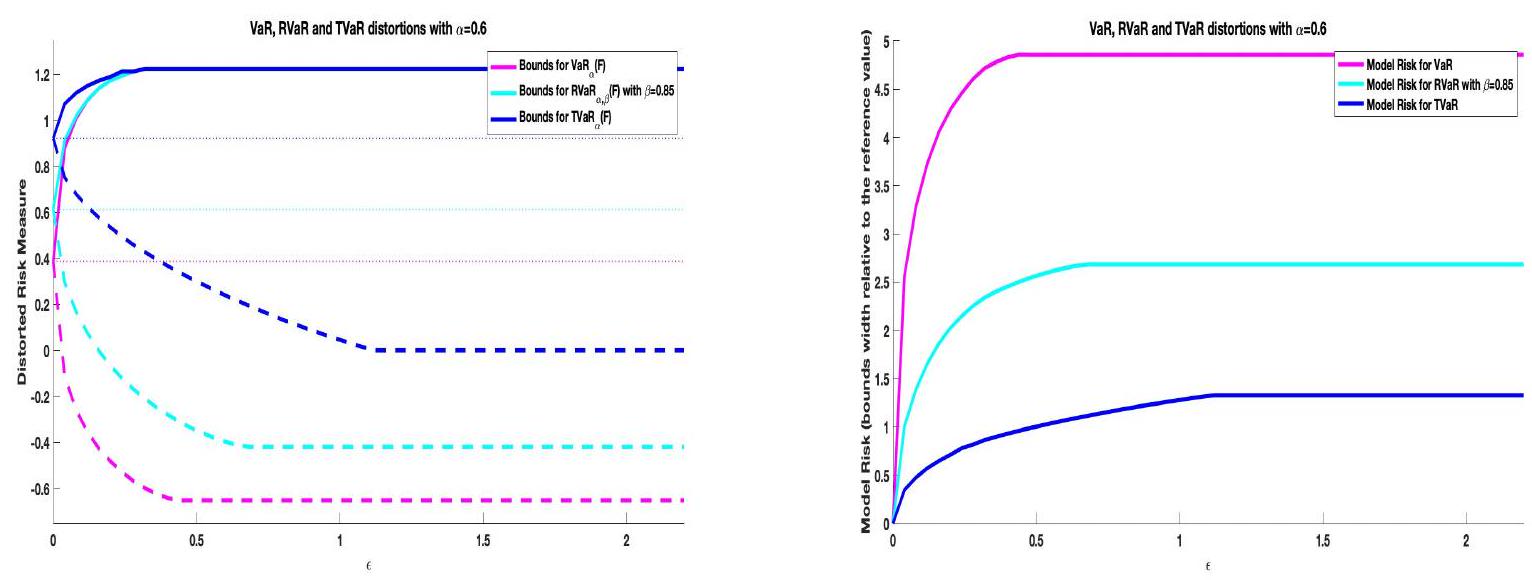 VaR, RVaR and TVaR distortions with α=0.6
Distorted Risk Measure
1.2
1
0.8
0.6
0.4
0.2
0
-0.2
-0.4
-0.6
0
0.5
1
1.5
2
ϵ
Bounds for VaR_α(F)
Bounds for RVaR_α,β(F) with β=0.85
Bounds for TVaR_α(F)
VaR, RVaR and TVaR distortions with α=0.6
Model Risk (bounds width relative to the reference value)
5
4.5
4
3.5
3
2.5
2
1.5
1
0.5
0
0
0.5
1
1.5
2
ϵ
Model Risk for VaR
Model Risk for RVaR with β=0.85
Model Risk for TVaR